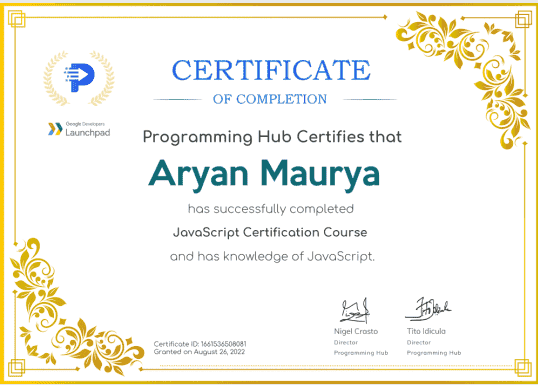 CERTIFICATE
OF COMPLETION
Google Developers
Launchpad
Programming Hub Certifies that
Aryan Maurya
has successfully completed
JavaScript Certification Course
and has knowledge of JavaScript.
Nigel Crasto
Director
Programming Hub
Tito Idicula
Director
Programming Hub
Certificate ID: 1661536508081
Granted on August 26, 2022